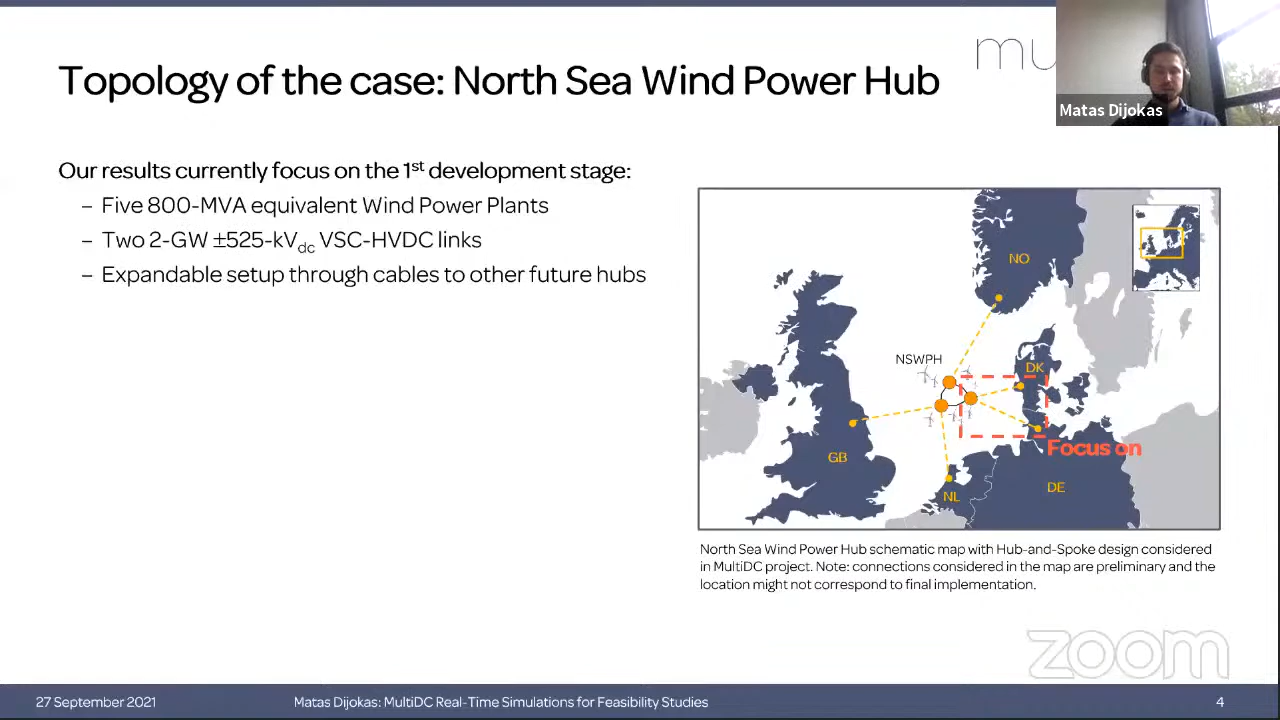 mu
Topology of the case: North Sea Wind Power Hub
Matas Dijokas
Our results currently focus on the 1st development stage:
– Five 800-MVA equivalent Wind Power Plants
– Two 2-GW ±525-kVdc VSC-HVDC links
– Expandable setup through cables to other future hubs
NO
NSWPH
DK
Focus on
GB
NL
DE
North Sea Wind Power Hub schematic map with Hub-and-Spoke design considered
in MultiDC project. Note: connections considered in the map are preliminary and the
location might not correspond to final implementation.
zoom
27 September 2021
Matas Dijokas: MultiDC Real-Time Simulations for Feasibility Studies
4